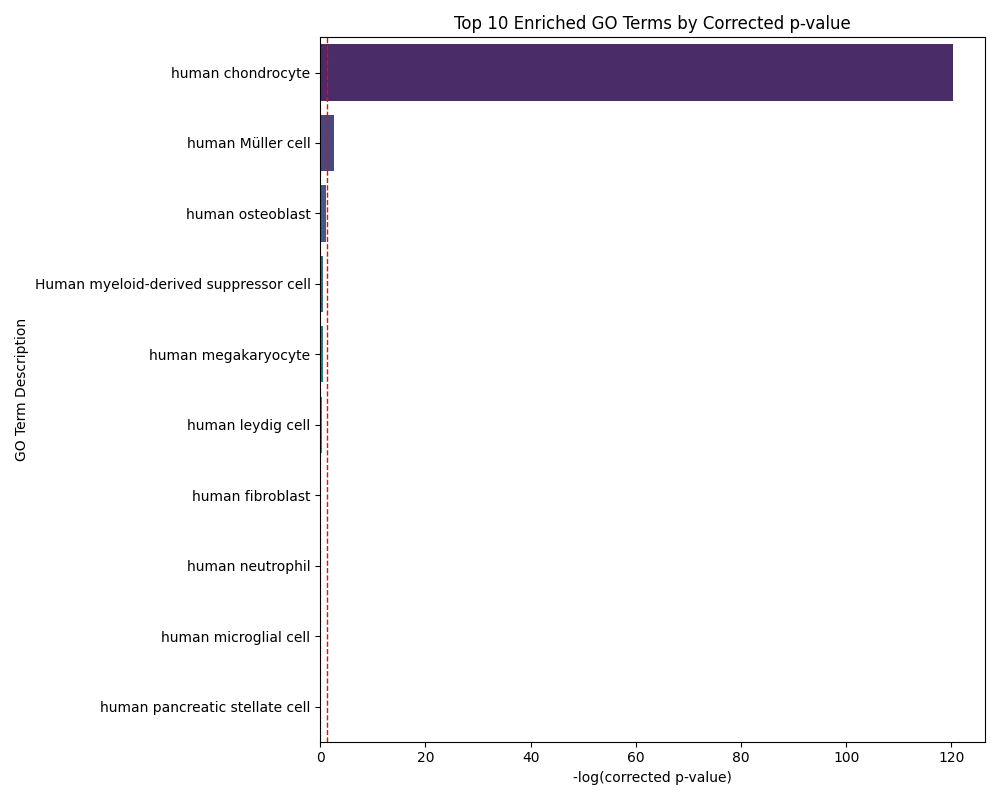 Top 10 Enriched GO Terms by Corrected p-value
human chondrocyte
human Müller cell
human osteoblast
Human myeloid-derived suppressor cell
human megakaryocyte
human leydig cell
human fibroblast
human neutrophil
human microglial cell
human pancreatic stellate cell
GO Term Description
0 20 40 60 80 100 120
-log(corrected p-value)